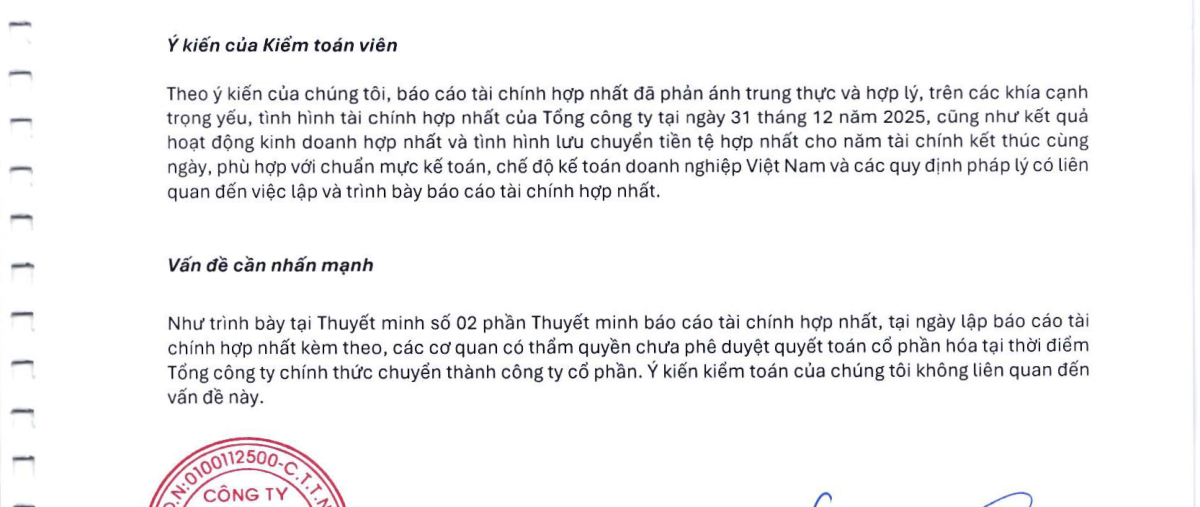 Ý kiến của Kiểm toán viên
Theo ý kiến của chúng tôi, báo cáo tài chính hợp nhất đã phản ánh trung thực và hợp lý, trên các khía cạnh
trọng yếu, tình hình tài chính hợp nhất của Tổng công ty tại ngày 31 tháng 12 năm 2025, cũng như kết quả
hoạt động kinh doanh hợp nhất và tình hình lưu chuyển tiền tệ hợp nhất cho năm tài chính kết thúc cùng
ngày, phù hợp với chuẩn mực kế toán, chế độ kế toán doanh nghiệp Việt Nam và các quy định pháp lý có liên
quan đến việc lập và trình bày báo cáo tài chính hợp nhất.
Vấn đề cần nhấn mạnh
Như trình bày tại Thuyết minh số 02 phần Thuyết minh báo cáo tài chính hợp nhất, tại ngày lập báo cáo tài
chính hợp nhất kèm theo, các cơ quan có thẩm quyền chưa phê duyệt quyết toán cổ phần hóa tại thời điểm
Tổng công ty chính thức chuyển thành công ty cổ phần. Ý kiến kiểm toán của chúng tôi không liên quan đến
vấn đề này.
D.N:0100112500-C.T.T.N
CÔNG TY